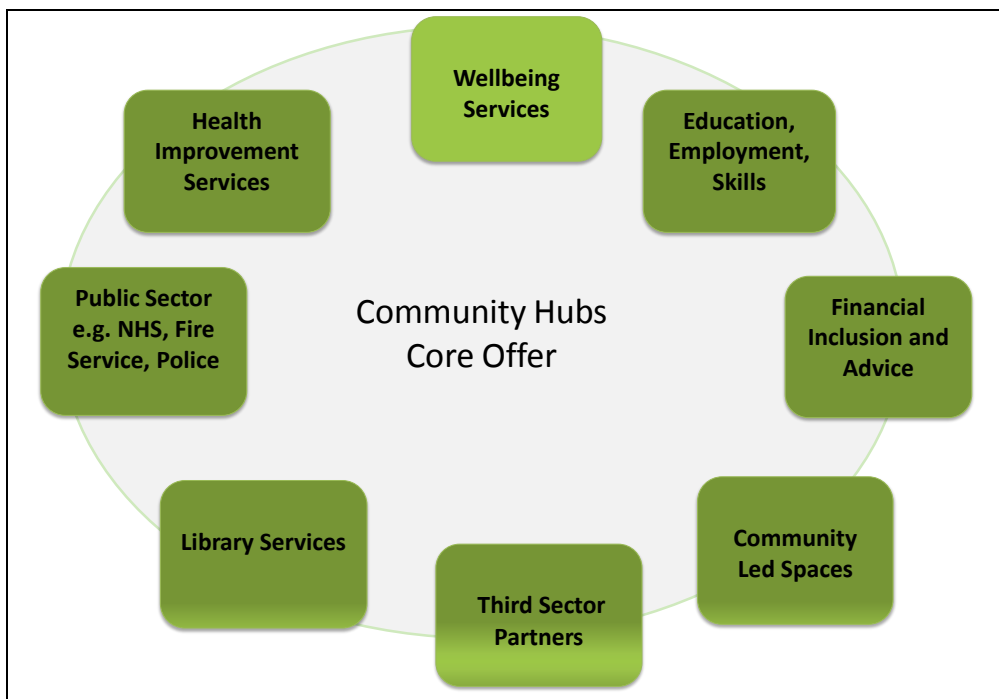 Wellbeing
Services
Health
Improvement
Services
Education,
Employment,
Skills
Public Sector
e.g. NHS, Fire
Service, Police
Community Hubs
Core Offer
Financial
Inclusion and
Advice
Library Services
Community
Led Spaces
Third Sector
Partners